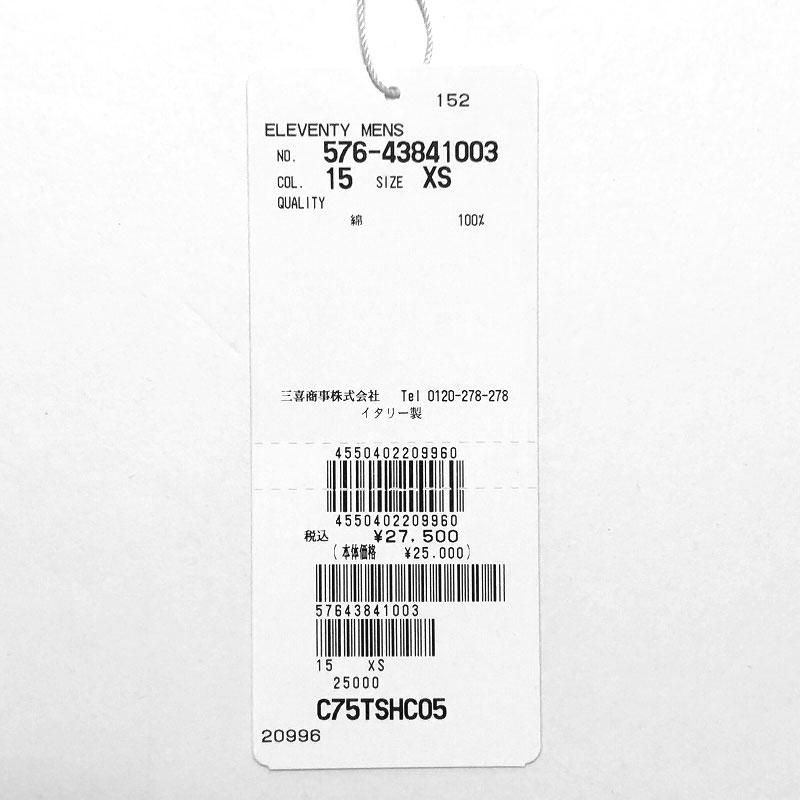 152
ELEVENTY MENS
NO. 576-43841003
COL. 15 SIZE XS
QUALITY
綿 100%
三喜商事株式会社 Tel 0120-278-278
イタリー製
4550402209960
4550402209960
税込 ¥27,500
(本体価格 ¥25,000)
57643841003
15 XS
25000
C75TSHC05
20996